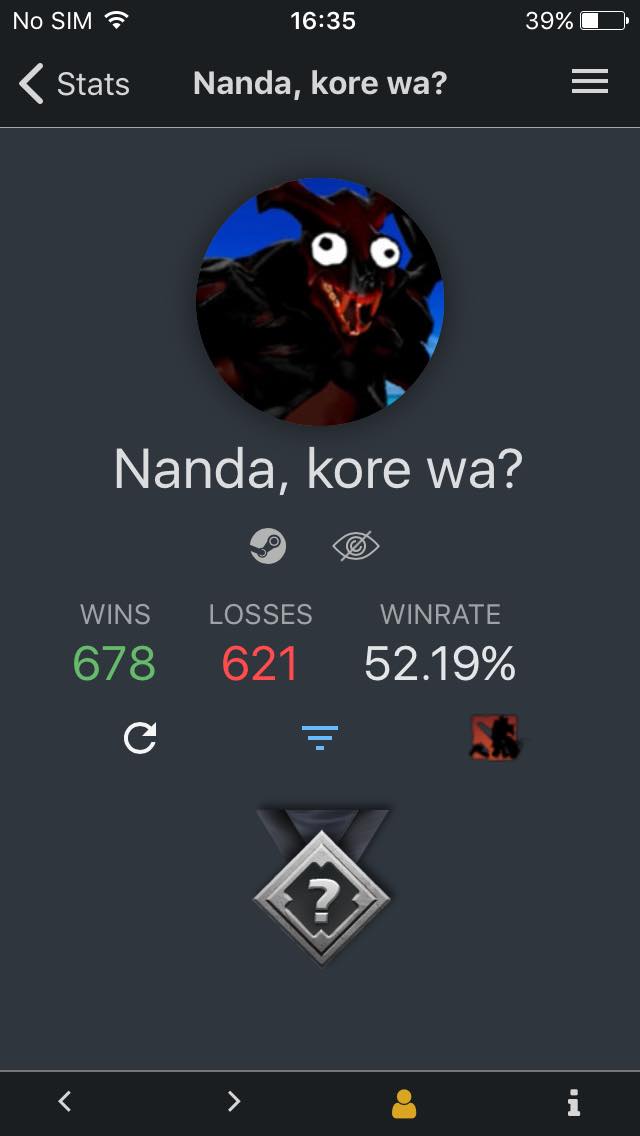 No SIM 16:35 39%
Stats Nanda, kore wa?
Nanda, kore wa?
WINS LOSSES WINRATE
678 621 52.19%
?